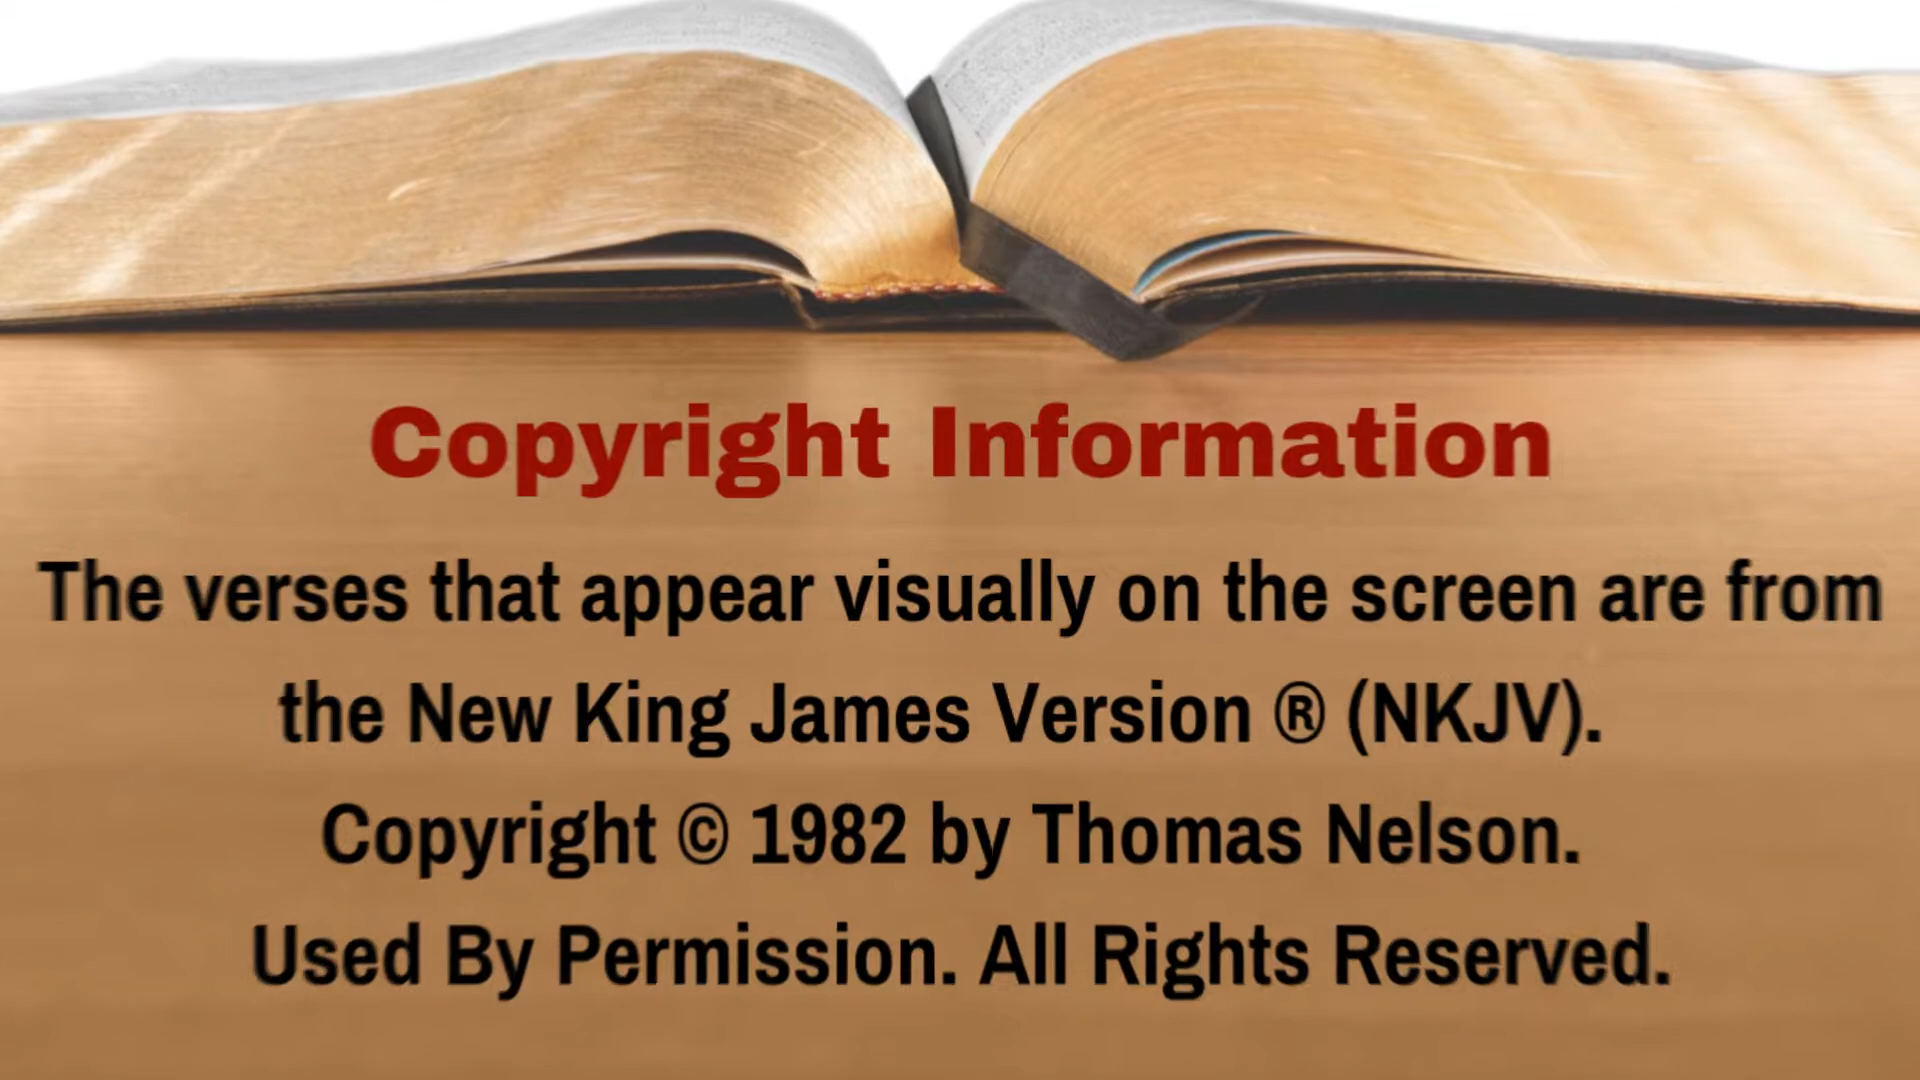 Copyright Information
The verses that appear visually on the screen are from
the New King James Version ® (NKJV).
Copyright © 1982 by Thomas Nelson.
Used By Permission. All Rights Reserved.